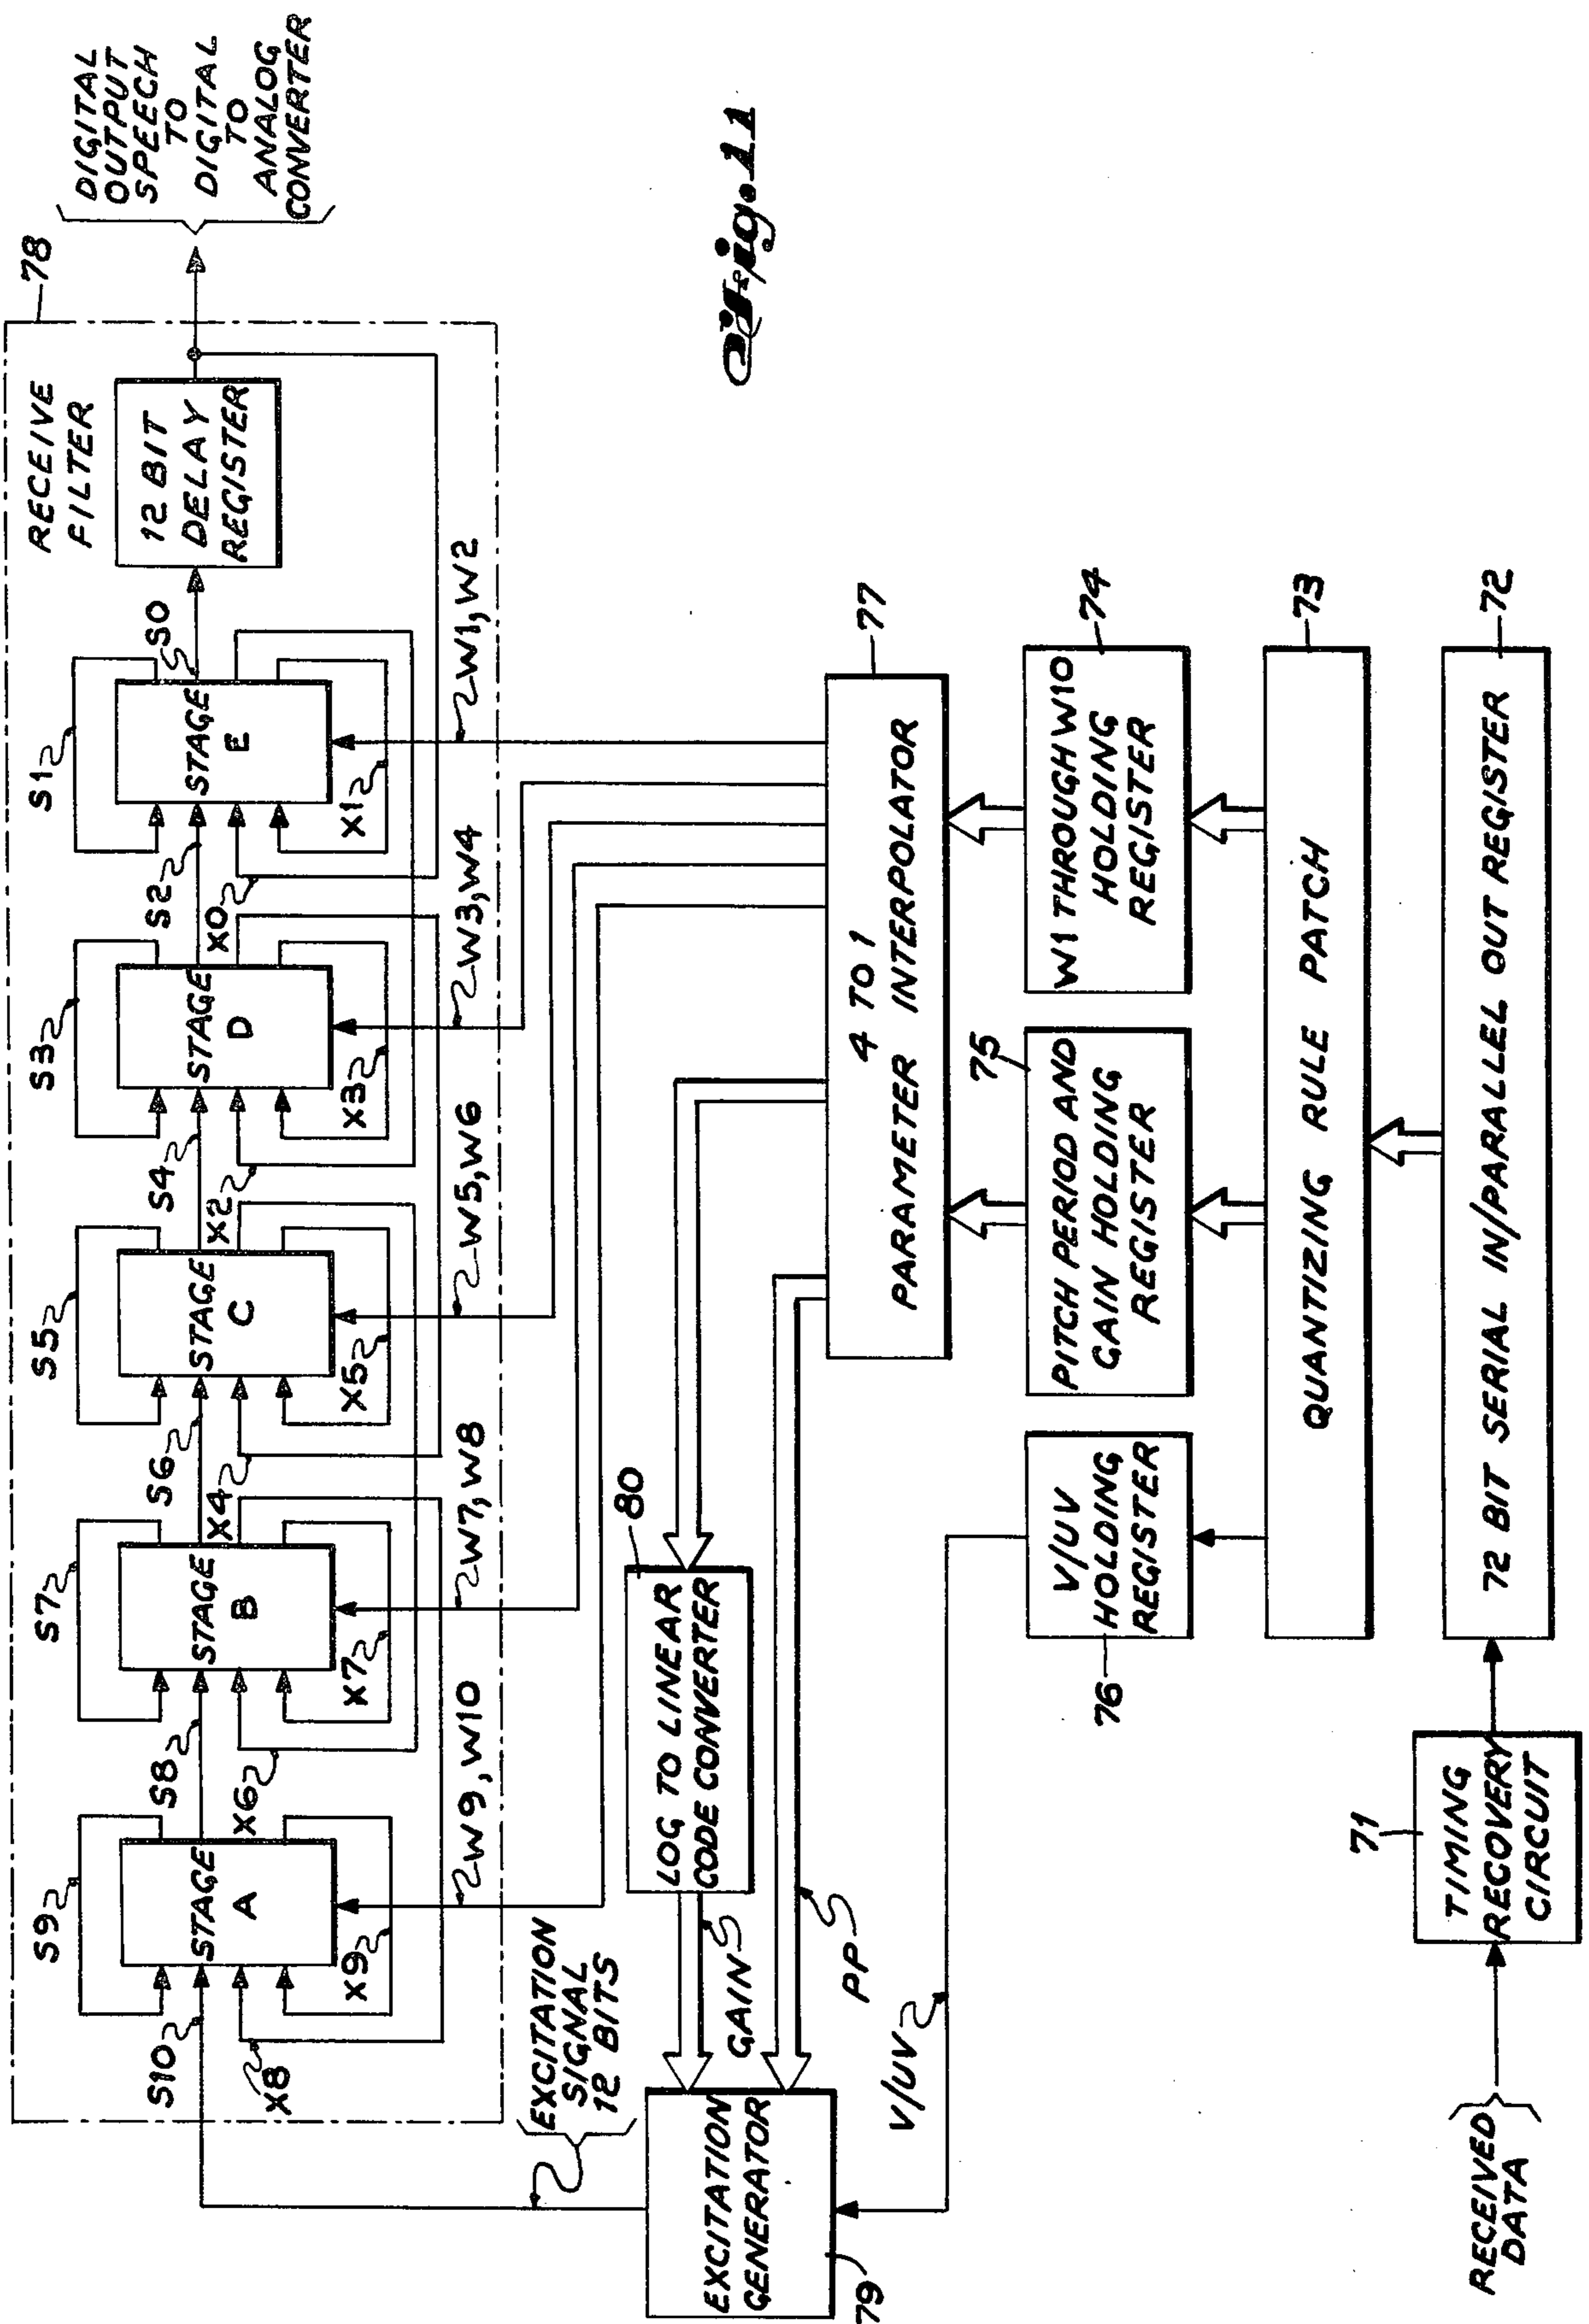 RECEIVE
FILTER
78
DIGITAL
OUTPUT
SPEECH
TO
DIGITAL
TO
ANALOG
CONVERTER
S9
S7
S5
S3
S1
S10
STAGE
A
S8
STAGE
B
S6
STAGE
C
S4
STAGE
D
S2
STAGE
E
S0
12 BIT
DELAY
REGISTER
X8
X9
X6
X7
X4
X5
X2
X3
X0
X1
W9, W10
W7, W8
W5, W6
W3, W4
W1, W2
EXCITATION
SIGNAL
12 BITS
80
LOG TO LINEAR
CODE CONVERTER
GAIN
EXCITATION
GENERATOR
79
PP
V/UV
4 TO 1
PARAMETER INTERPOLATOR
77
Fig. 11
76
V/UV
HOLDING
REGISTER
75
PITCH PERIOD AND
GAIN HOLDING
REGISTER
W1 THROUGH W10
HOLDING
REGISTER
74
QUANTIZING RULE PATCH
73
RECEIVED
DATA
71
TIMING
RECOVERY
CIRCUIT
72 BIT SERIAL IN/PARALLEL OUT REGISTER
72